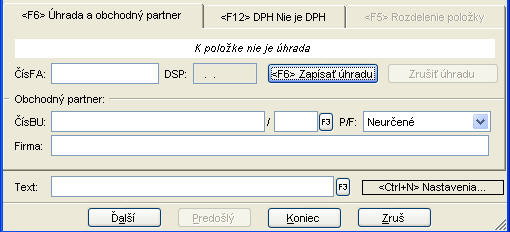 <F6> Úhrada a obchodný partner <F12> DPH Nie je DPH <F5> Rozdelenie položky
K položke nie je úhrada
ČísFA: DSP: . . <F6> Zapísať úhradu Zrušiť úhradu
Obchodný partner:
ČísBU: / F3 P/F: Neurčené
Firma:
Text: F3 <Ctrl+N> Nastavenia...
Ďalší Predošlý Koniec Zruš